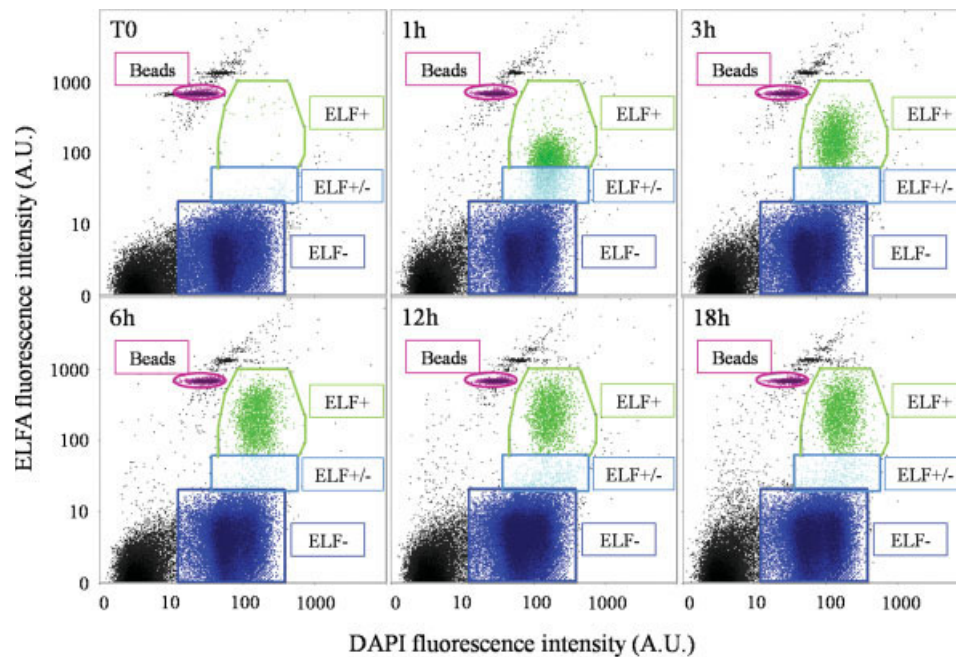 T0
Beads
1h
Beads
ELF+
ELF+/-
ELF-
3h
Beads
ELF+
ELF+/-
ELF-
ELF+
ELF+/-
ELF-
1000
100
10
0
6h
Beads
ELF+
ELF+/-
ELF-
12h
Beads
ELF+
ELF+/-
ELF-
18h
Beads
ELF+
ELF+/-
ELF-
1000
100
10
0
0 10 100 1000
0 10 100 1000
0 10 100 1000
ELFA fluorescence intensity (A.U.)
DAPI fluorescence intensity (A.U.)